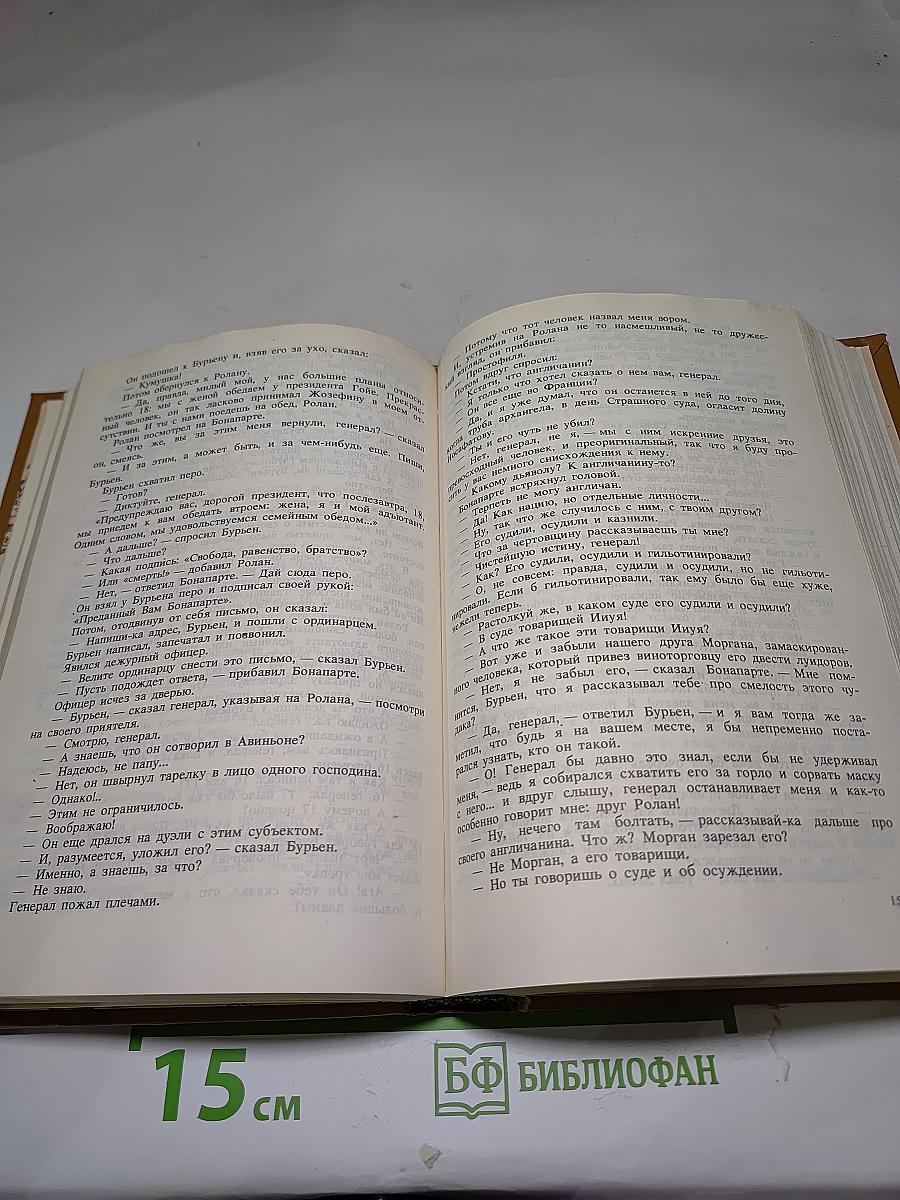 Он подошел к Бурьену и, взяв его за ухо, сказал:
— Кумушка!
Потом обернулся к Ролану.
— Да, правда, милый мой, у нас большие планы относи-
тельно 18: мы с женой обедаем у президента Гойе. Прекрас-
ный человек, он так ласково принимал Жозефину в моем от-
сутствии. И ты с нами поедешь на обед, Ролан.
Ролан посмотрел на Бонапарте.
— Что же, вы за этим меня вернули, генерал? — сказал
он, смеясь.
— И за этим, а может быть, и за чем-нибудь еще. Пиши,
Бурьен.
Бурьен схватил перо.
— Готов?
— Диктуйте, генерал.
«Предупреждаю вас, дорогой президент, что послезавтра, 18,
мы приедем к вам обедать втроем: жена, я и мой адъютант.
Одним словом, мы удовольствуемся семейным обедом...»
— А дальше? — спросил Бурьен.
— Что дальше?
— Какая подпись: «Свобода, равенство, братство»?
— Или «смерть!» — добавил Ролан.
— Нет, — ответил Бонапарте. — Дай сюда перо.
Он взял у Бурьена перо и подписал своей рукой:
«Преданный Вам Бонапарте».
Потом, отодвинув от себя письмо, он сказал:
— Напиши-ка адрес, Бурьен, и пошли с ординарцем.
Бурьен написал, запечатал и позвонил.
Явился дежурный офицер.
— Велите ординарцу снести это письмо, — сказал Бурьен.
— Пусть подождет ответа, — прибавил Бонапарте.
Офицер исчез за дверью.
— Бурьен, — сказал генерал, указывая на Ролана, — посмотри
на своего приятеля.
— Смотрю, генерал.
— А знаешь, что он сотворил в Авиньоне?
— Надеюсь, не папу...
— Нет, он швырнул тарелку в лицо одного господина.
— Однако!..
— Этим не ограничилось.
— Воображаю!
— Он еще дрался на дуэли с этим субъектом.
— И, разумеется, уложил его? — сказал Бурьен.
— Именно, а знаешь, за что?
— Не знаю.
Генерал пожал плечами.
— Потому что тот человек назвал меня вором.
И, устремив на Ролана не то насмешливый, не то дружес-
кий взгляд, он прибавил:
— Простофиля.
Потом вдруг спросил:
— Кстати, что англичанин?
— Я только что хотел сказать о нем вам, генерал.
— Он все еще во Франции?
— Да, и я уже думал, что он останется в ней до того дня,
когда труба архангела, в день Страшного суда, огласит долину
Иосафатову.
— Ты и его чуть не убил?
— Нет, генерал, не я, — мы с ним искренние друзья, это
превосходный человек, и преоригинальный, так что я буду про-
сить у вас немного снисхождения к нему.
— Какому дьяволу? К англичанину-то?
Бонапарте встряхнул головой.
— Терпеть не могу англичан.
— Да! Как нацию, но отдельные личности...
— Ну, так что же случилось с ним, с твоим другом?
— Его судили, осудили и казнили.
— Что за чертовщину рассказываешь ты мне?
— Чистейшую истину, генерал!
— Как? Его судили, осудили и гильотинировали?
— О, не совсем: правда, судили и осудили, но не гильоти-
нировали. Если б гильотинировали, так ему было бы еще хуже,
нежели теперь.
— Растолкуй же, в каком суде его судили и осудили?
— В суде товарищей Ииуя!
— А что же такое эти товарищи Ииуя?
— Вот уже и забыли нашего друга Моргана, замаскирован-
ного человека, который привез виноторговцу его двести луидоров.
— Нет, я не забыл его, — сказал Бонапарте. — Мне пом-
нится, Бурьен, что я рассказывал тебе про смелость этого чу-
дака?
— Да, генерал, — ответил Бурьен, — и я вам тогда же за-
метил, что будь я на вашем месте, я бы непременно поста-
рался узнать, кто он такой.
— О! Генерал бы давно это знал, если бы не удерживал
меня, — ведь я собирался схватить его за горло и сорвать маску
с него... и вдруг слышу, генерал останавливает меня и как-то
особенно говорит мне: друг Ролан!
— Ну, нечего там болтать, — рассказывай-ка дальше про
своего англичанина. Что ж? Морган зарезал его?
— Не Морган, а его товарищи.
— Но ты говоришь о суде и об осуждении.
15 см
БФ БИБЛИОФАН